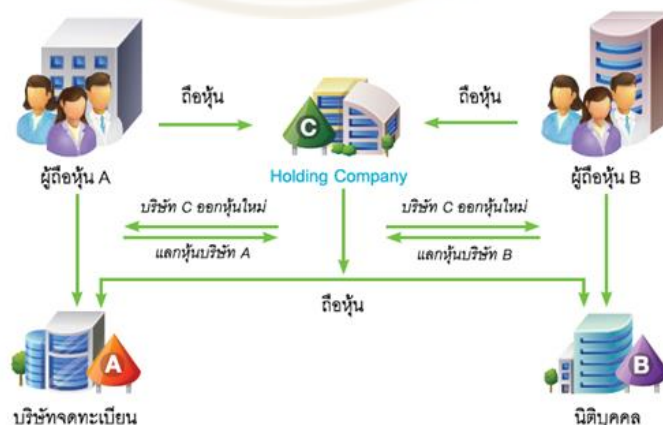 ถือหุ้น
ถือหุ้น
C
ผู้ถือหุ้น A
Holding Company
ผู้ถือหุ้น B
บริษัท C ออกหุ้นใหม่
บริษัท C ออกหุ้นใหม่
แลกหุ้นบริษัท A
แลกหุ้นบริษัท B
ถือหุ้น
A
B
บริษัทจดทะเบียน
นิติบุคคล